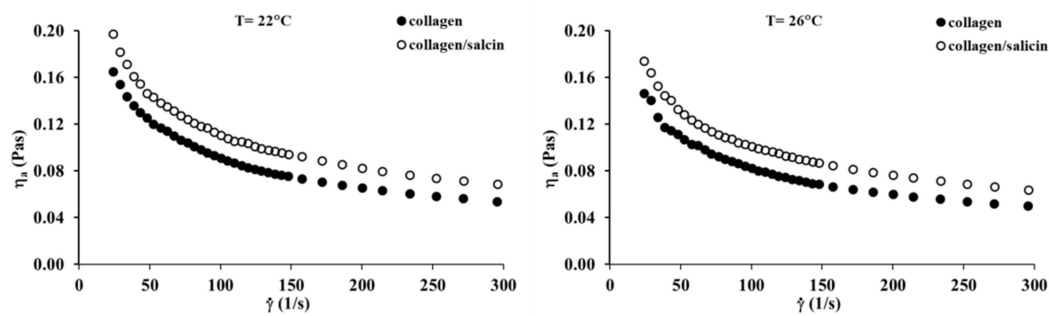 T= 22°C
collagen
collagen/salcin
ηa (Pas)
0.20
0.16
0.12
0.08
0.04
0.00
0 50 100 150 200 250 300
γ̇ (1/s)
T= 26°C
collagen
collagen/salicin
ηa (Pas)
0.20
0.16
0.12
0.08
0.04
0.00
0 50 100 150 200 250 300
γ̇ (1/s)